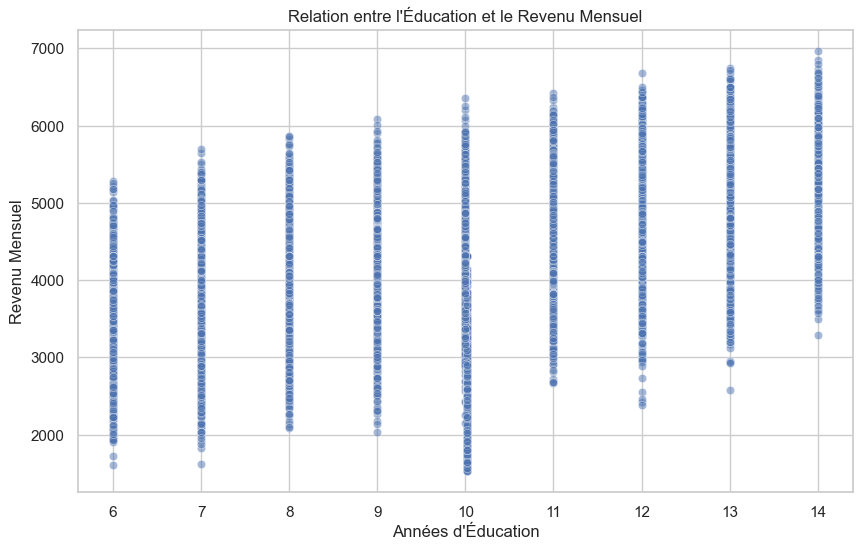 Relation entre l'Éducation et le Revenu Mensuel
7000
6000
5000
4000
3000
2000
Revenu Mensuel
6 7 8 9 10 11 12 13 14
Années d'Éducation